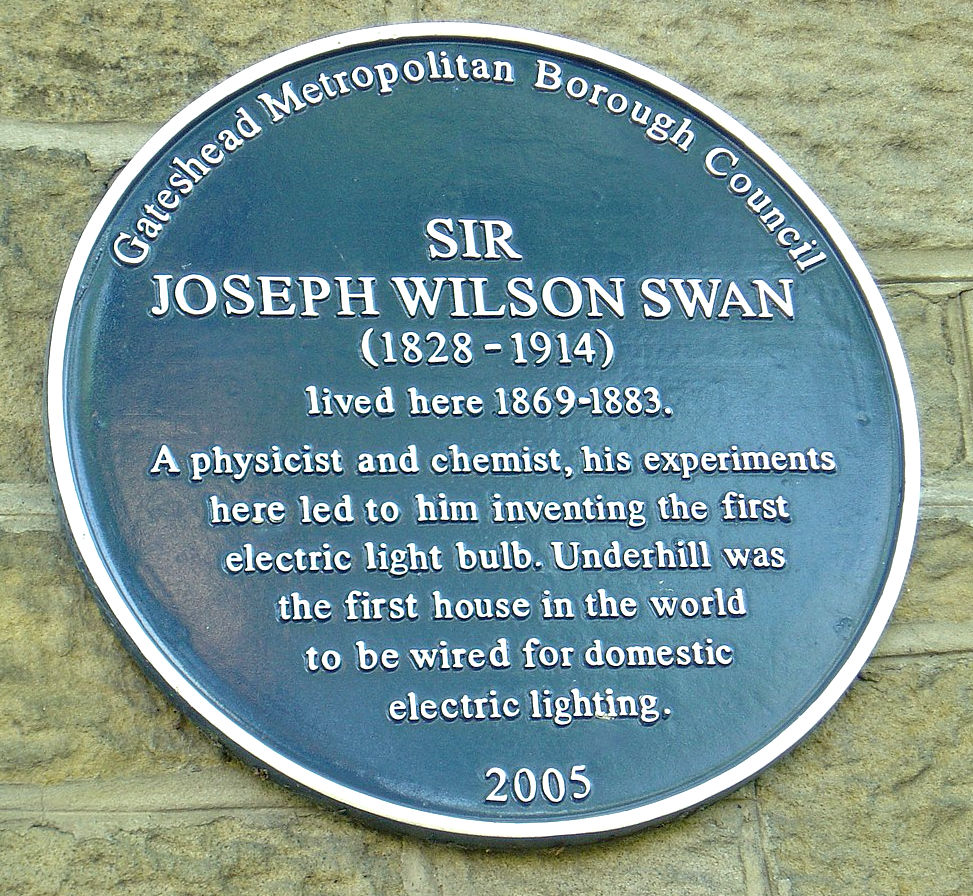 Gateshead Metropolitan Borough Council
SIR
JOSEPH WILSON SWAN
(1828 - 1914)
lived here 1869-1883.
A physicist and chemist, his experiments
here led to him inventing the first
electric light bulb. Underhill was
the first house in the world
to be wired for domestic
electric lighting.
2005